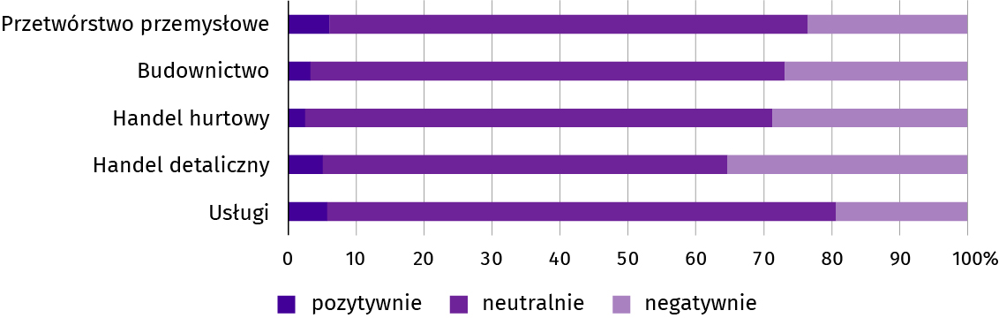 Przetwórstwo przemysłowe
Budownictwo
Handel hurtowy
Handel detaliczny
Usługi
0 10 20 30 40 50 60 70 80 90 100%
pozytywnie neutralnie negatywnie